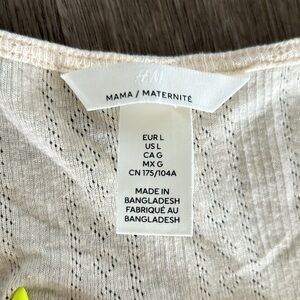 H&M
MAMA / MATERNITÉ
EUR L
US L
CA G
MX G
CN 175/104A
MADE IN
BANGLADESH
FABRIQUÉ AU
BANGLADESH